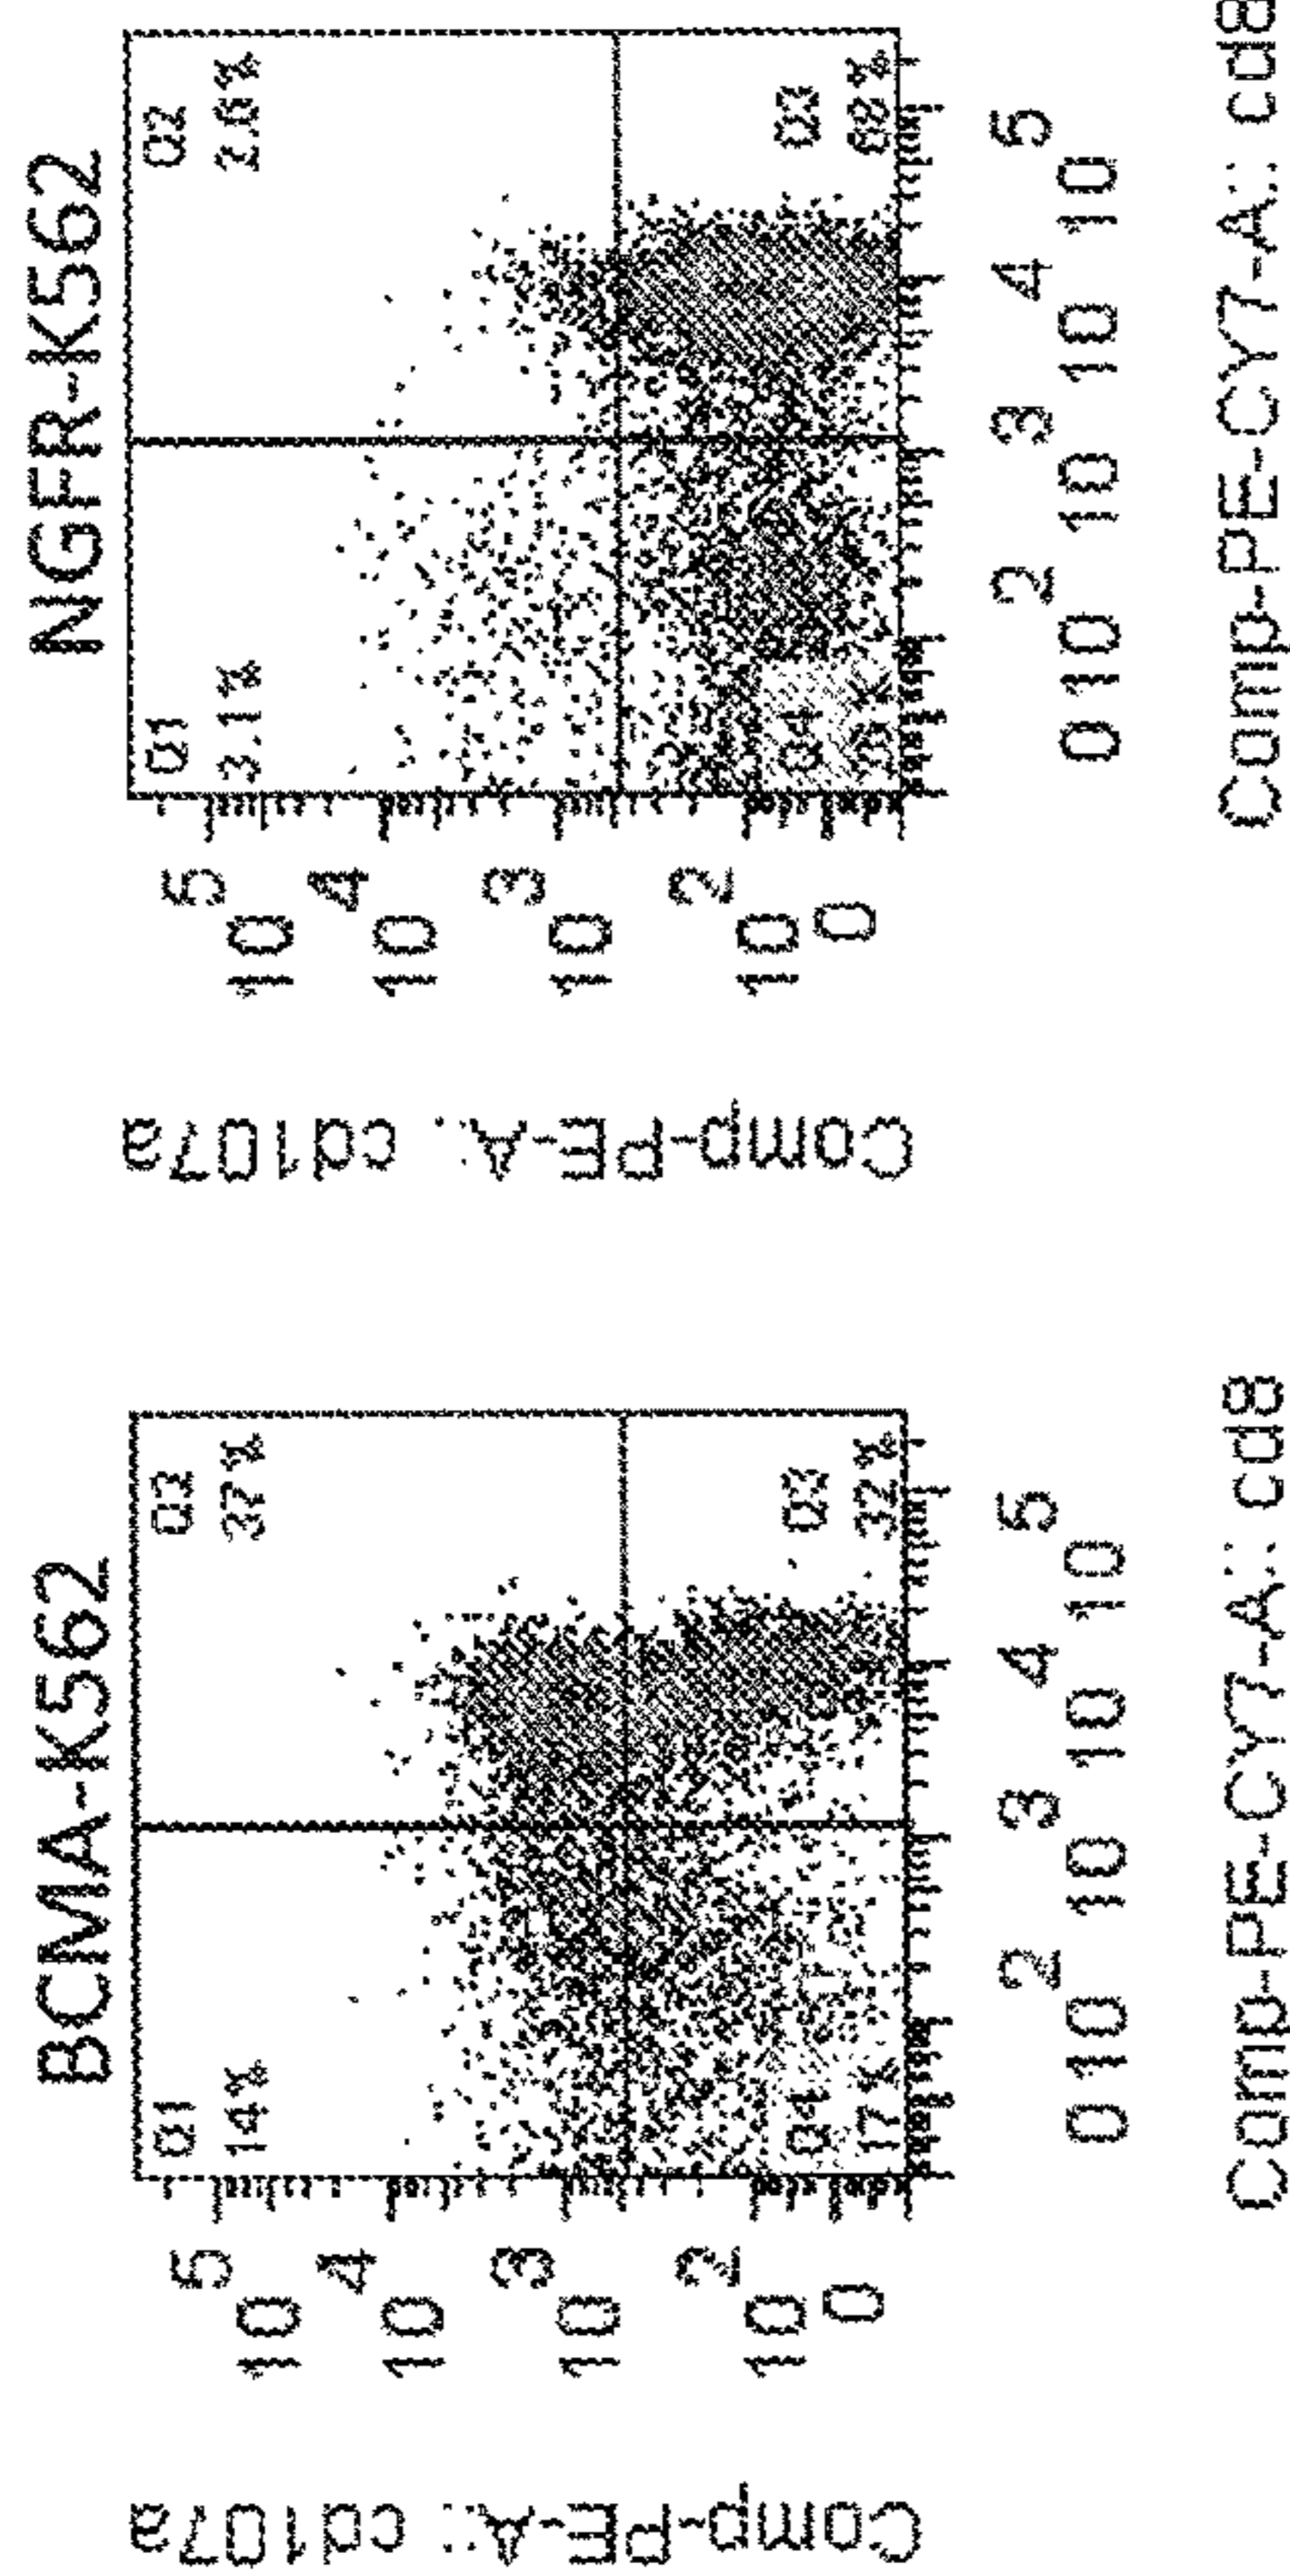 BCMA-K562
Comp-PE-A:: cd107a
10 5
10 4
10 3
10 2
0
Q1
14%
37%
Q3
32%
Q4
17%
0 10 2 10 3 10 4 10 5
Comp-PE-CY7-A:: cd8
NGFR-K562
Comp-PE-A:: cd107a
10 5
10 4
10 3
10 2
0
Q1
3.1%
Q2
Q3
Q4
0 10 2 10 3 10 4 10 5
Comp-PE-CY7-A:: cd8